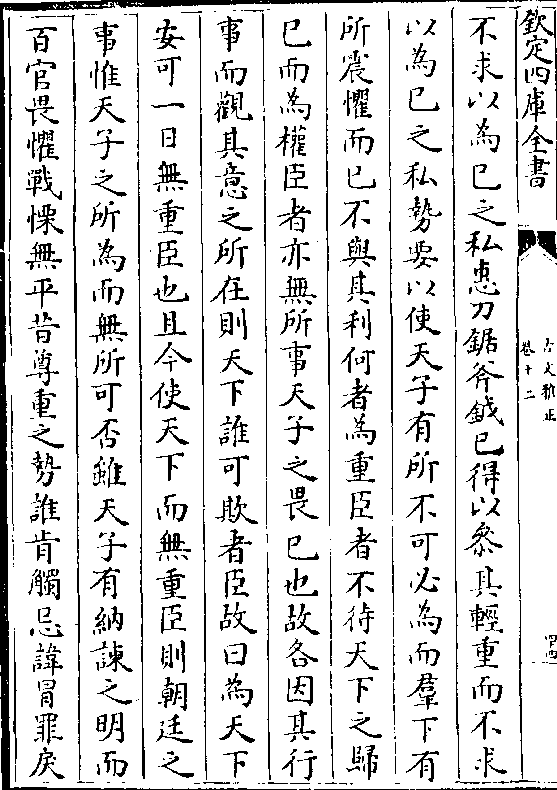 欽定四庫全書
古文雅正
卷十二
四四
不求以為已之私惠刀鋸斧鉞已得以叅其輕重而不求
以為已之私勢要以使天子有所不可必為而羣下有
所震懼而已不與其利何者為重臣者不待天下之歸
已而為權臣者亦無所事天子之畏已也故各因其行
事而觀其意之所在則天下誰可欺者臣故曰為天下
安可一日無重臣也且今使天下而無重臣則朝廷之
事惟天子之所為而無所可否雖天子有納諫之明而
百官畏懼戰慄無平昔尊重之勢誰肯觸忌諱冒罪戾